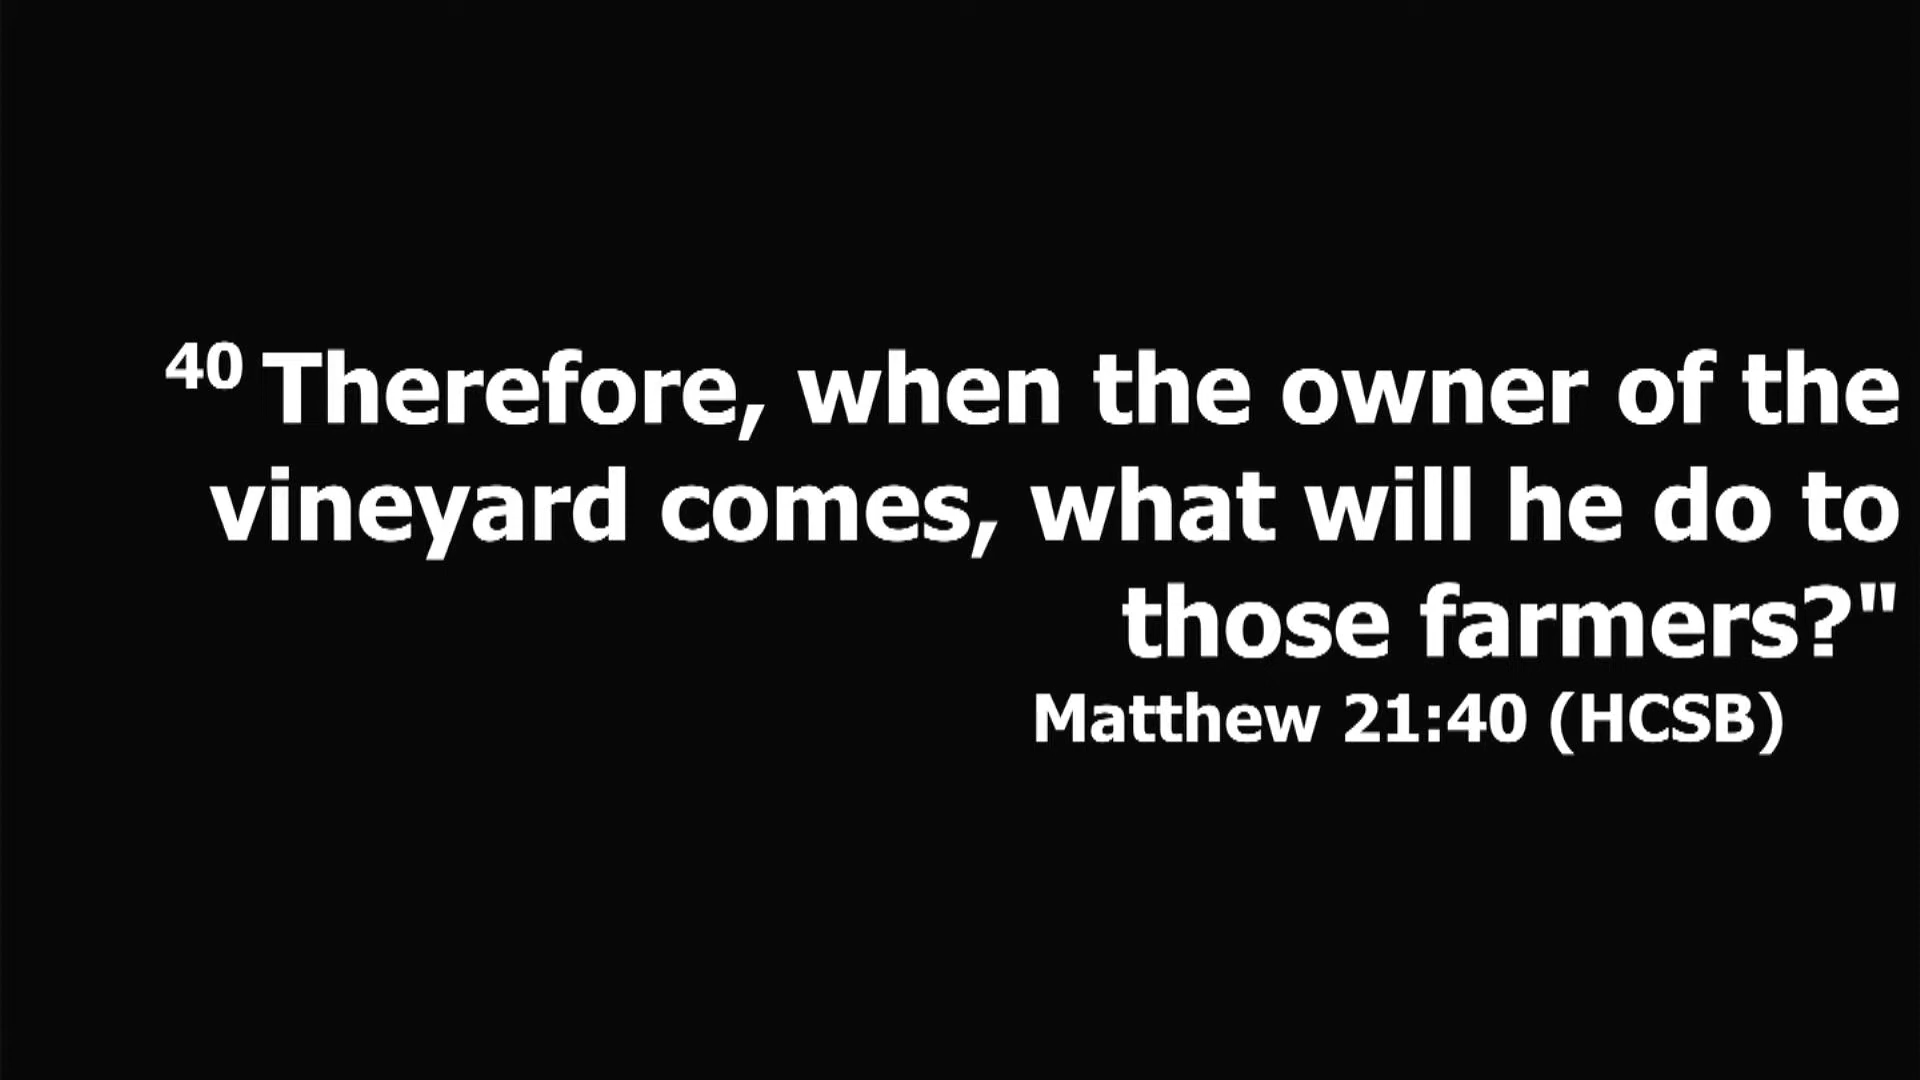 40 Therefore, when the owner of the
vineyard comes, what will he do to
those farmers?"
Matthew 21:40 (HCSB)